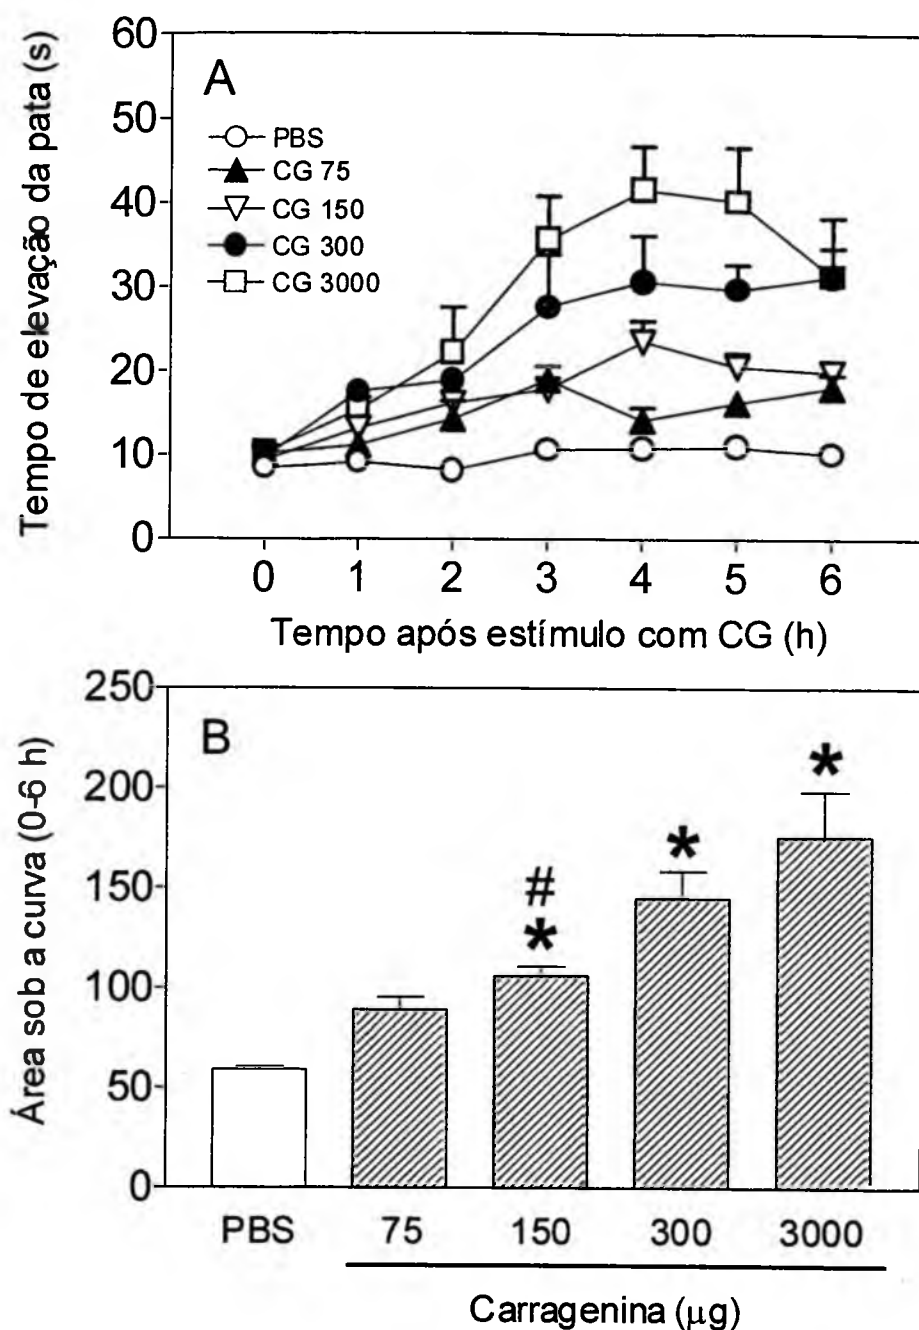 Tempo de elevação da pata (s)
60
50
40
30
20
10
0
A
PBS
CG 75
CG 150
CG 300
CG 3000
0 1 2 3 4 5 6
Tempo após estímulo com CG (h)
Área sob a curva (0-6 h)
250
200
150
100
50
0
B
#
*
*
*
PBS 75 150 300 3000
Carragenina (μg)